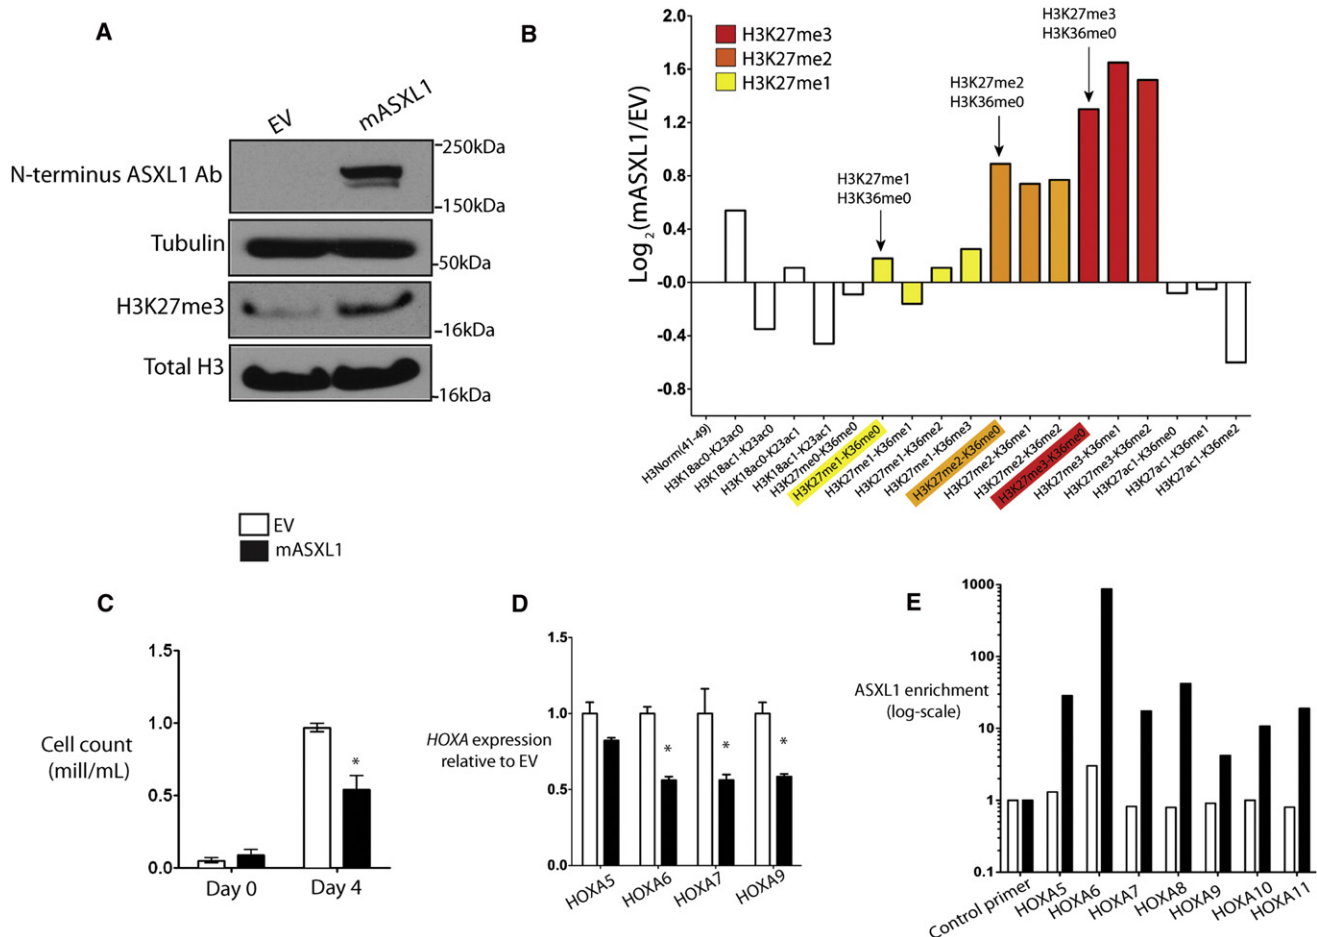 A
EV
mASXL1
N-terminus ASXL1 Ab
-250kDa
-150kDa
Tubulin
-50kDa
H3K27me3
-16kDa
Total H3
-16kDa
B
Log2(mASXL1/EV)
2.0
1.6
1.2
0.8
0.4
-0.0
-0.4
-0.8
H3K27me3
H3K27me2
H3K27me1
H3K27me1
H3K36me0
H3K27me2
H3K36me0
H3K27me3
H3K36me0
H3Norm(41-49)
H3K18ac0-K23ac0
H3K18ac1-K23ac0
H3K18ac0-K23ac1
H3K18ac1-K23ac1
H3K27me0-K36me0
H3K27me1-K36me0
H3K27me1-K36me1
H3K27me1-K36me2
H3K27me1-K36me3
H3K27me2-K36me0
H3K27me2-K36me1
H3K27me2-K36me2
H3K27me3-K36me0
H3K27me3-K36me1
H3K27me3-K36me2
H3K27ac1-K36me0
H3K27ac1-K36me1
H3K27ac1-K36me2
EV
mASXL1
C
Cell count
(mill/mL)
1.5
1.0
0.5
0.0
*
Day 0
Day 4
D
HOXA expression
relative to EV
1.5
1.0
0.5
0.0
*
*
*
HOXA5
HOXA6
HOXA7
HOXA9
E
ASXL1 enrichment
(log-scale)
1000
100
10
1
0.1
Control primer
HOXA5
HOXA6
HOXA7
HOXA8
HOXA9
HOXA10
HOXA11